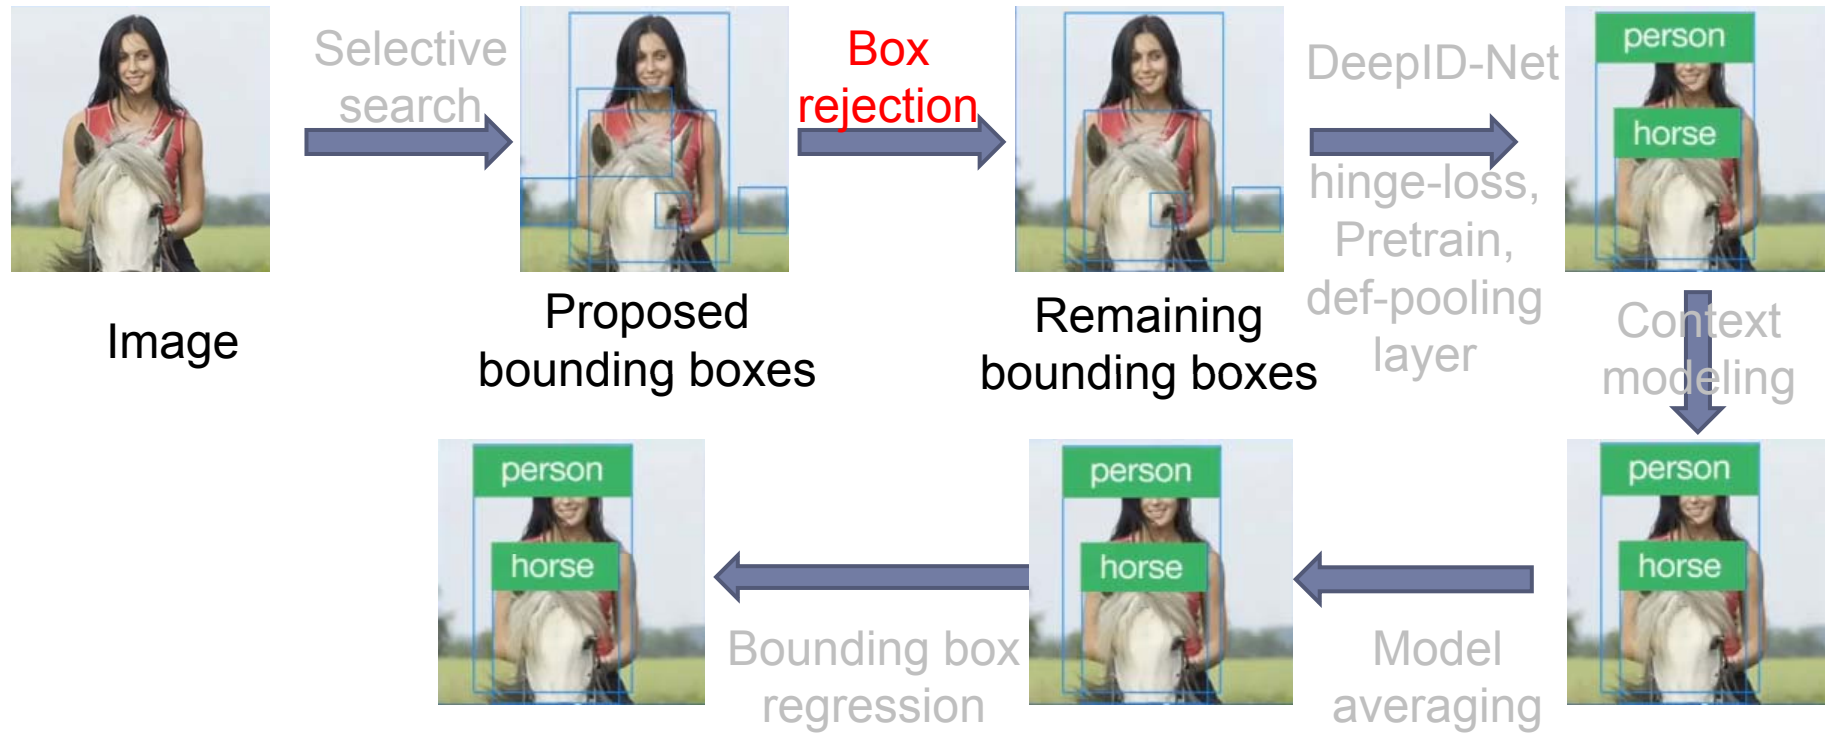 Selective
search
Box
rejection
DeepID-Net
hinge-loss,
Pretrain,
def-pooling
layer
person
horse
Image
Proposed
bounding boxes
Remaining
bounding boxes
Context
modeling
person
horse
person
horse
person
horse
Bounding box
regression
Model
averaging